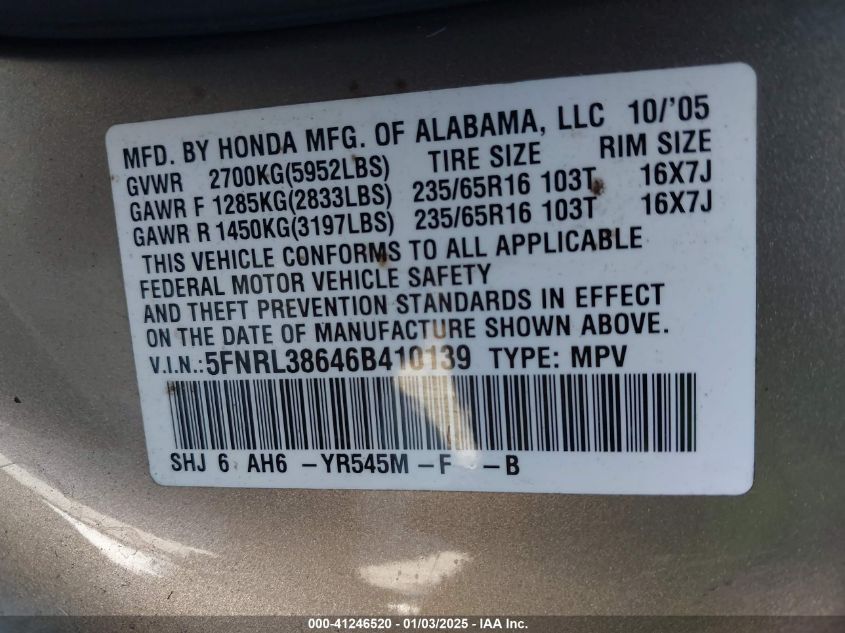 MFD. BY HONDA MFG. OF ALABAMA, LLC 10/'05
GVWR 2700KG(5952LBS) TIRE SIZE RIM SIZE
GAWR F 1285KG(2833LBS) 235/65R16 103T 16X7J
GAWR R 1450KG(3197LBS) 235/65R16 103T 16X7J
THIS VEHICLE CONFORMS TO ALL APPLICABLE
FEDERAL MOTOR VEHICLE SAFETY
AND THEFT PREVENTION STANDARDS IN EFFECT
ON THE DATE OF MANUFACTURE SHOWN ABOVE.
V.I.N.:5FNRL38646B410139 TYPE: MPV
SHJ 6 AH6 -YR545M -F -B
000-41246520 - 01/03/2025 - IAA Inc.